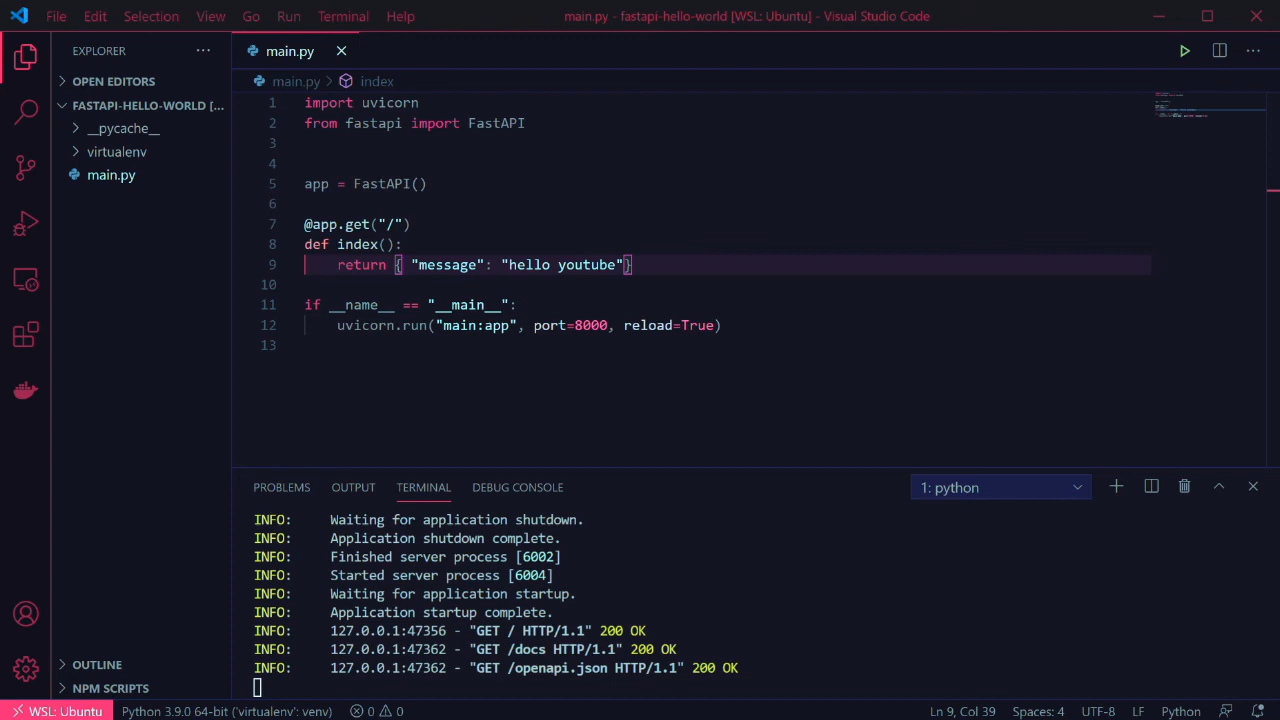 File Edit Selection View Go Run Terminal Help main.py - fastapi-hello-world [WSL: Ubuntu] - Visual Studio Code
EXPLORER ...
OPEN EDITORS
FASTAPI-HELLO-WORLD [...
__pycache__
virtualenv
main.py
main.py
main.py > index
1 import uvicorn
2 from fastapi import FastAPI
3
4
5 app = FastAPI()
6
7 @app.get("/")
8 def index():
9 return { "message": "hello youtube"}
10
11 if __name__ == "__main__":
12 uvicorn.run("main:app", port=8000, reload=True)
13
PROBLEMS OUTPUT TERMINAL DEBUG CONSOLE 1: python
INFO: Waiting for application shutdown.
INFO: Application shutdown complete.
INFO: Finished server process [6002]
INFO: Started server process [6004]
INFO: Waiting for application startup.
INFO: Application startup complete.
INFO: 127.0.0.1:47356 - "GET / HTTP/1.1" 200 OK
INFO: 127.0.0.1:47362 - "GET /docs HTTP/1.1" 200 OK
INFO: 127.0.0.1:47362 - "GET /openapi.json HTTP/1.1" 200 OK
OUTLINE
NPM SCRIPTS
WSL: Ubuntu Python 3.9.0 64-bit ('virtualenv': venv) 0 0 Ln 9, Col 39 Spaces: 4 UTF-8 LF Python